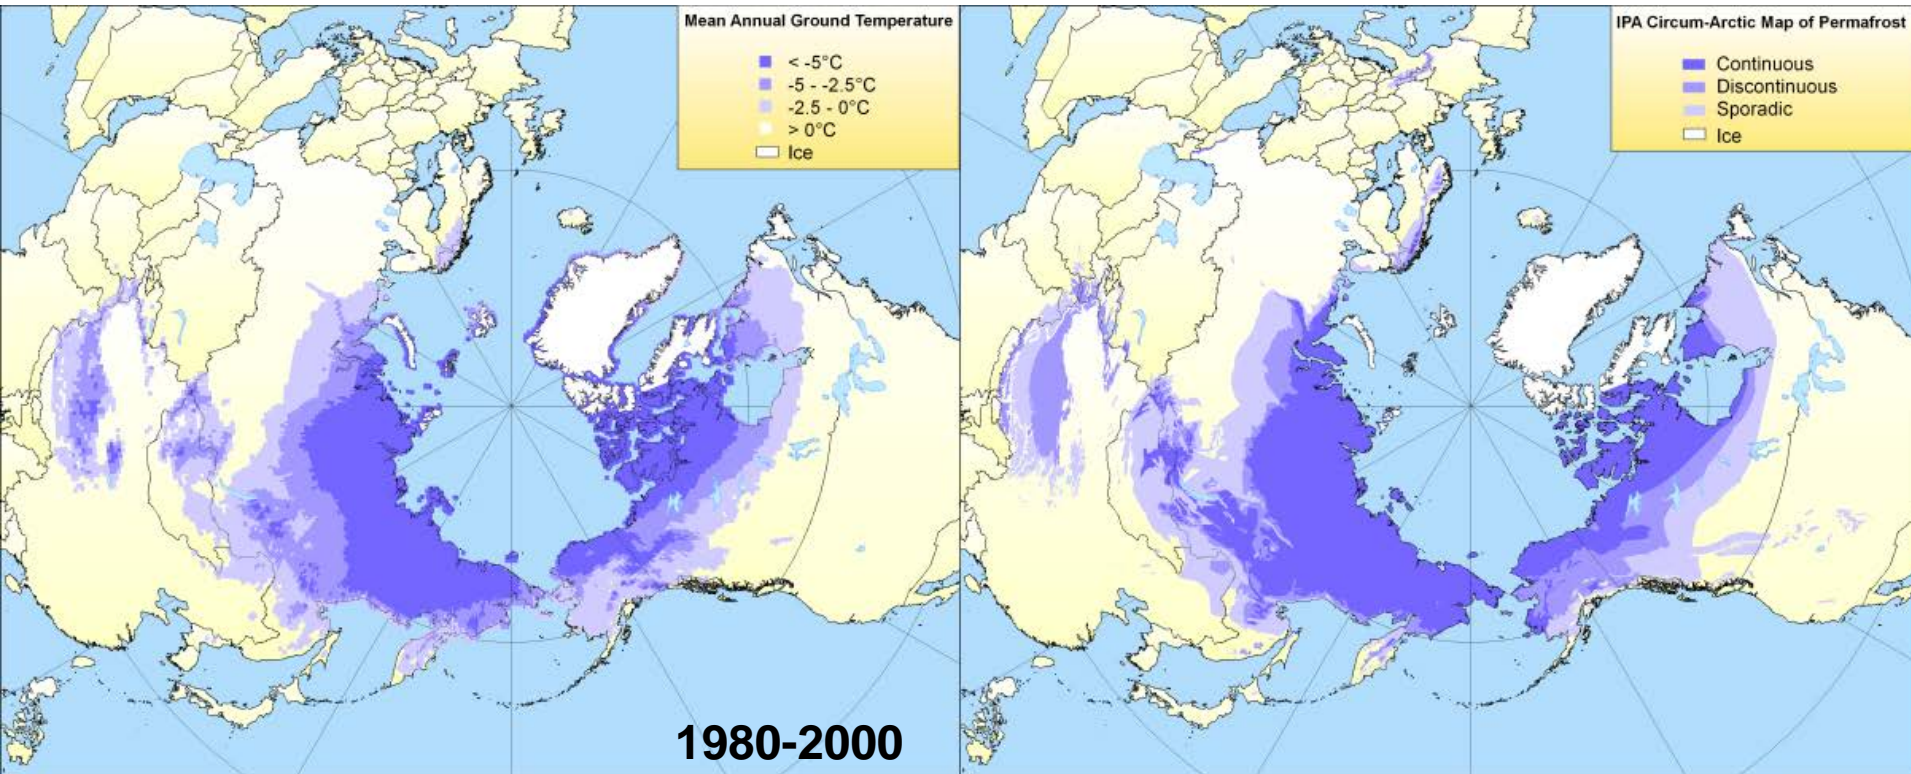 Mean Annual Ground Temperature
< -5°C
-5 - -2.5°C
-2.5 - 0°C
> 0°C
Ice
1980-2000
IPA Circum-Arctic Map of Permafrost
Continuous
Discontinuous
Sporadic
Ice